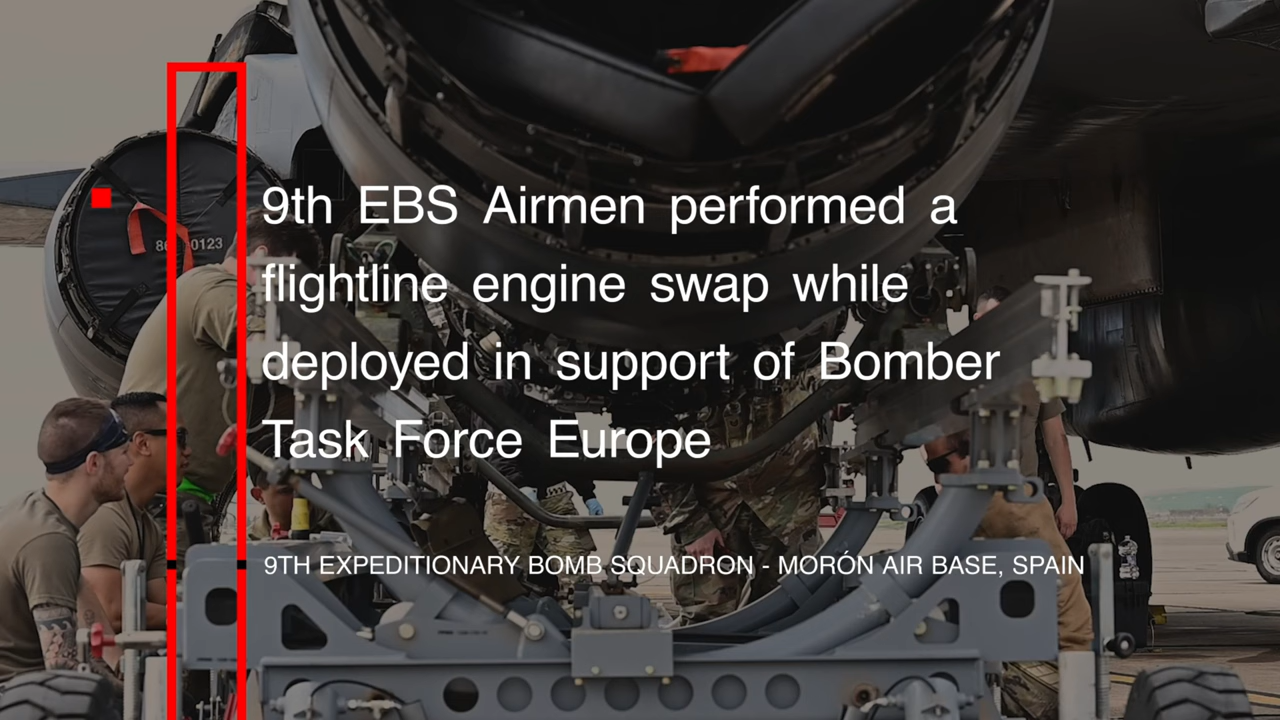 9th EBS Airmen performed a
flightline engine swap while
deployed in support of Bomber
Task Force Europe
9TH EXPEDITIONARY BOMB SQUADRON - MORÓN AIR BASE, SPAIN